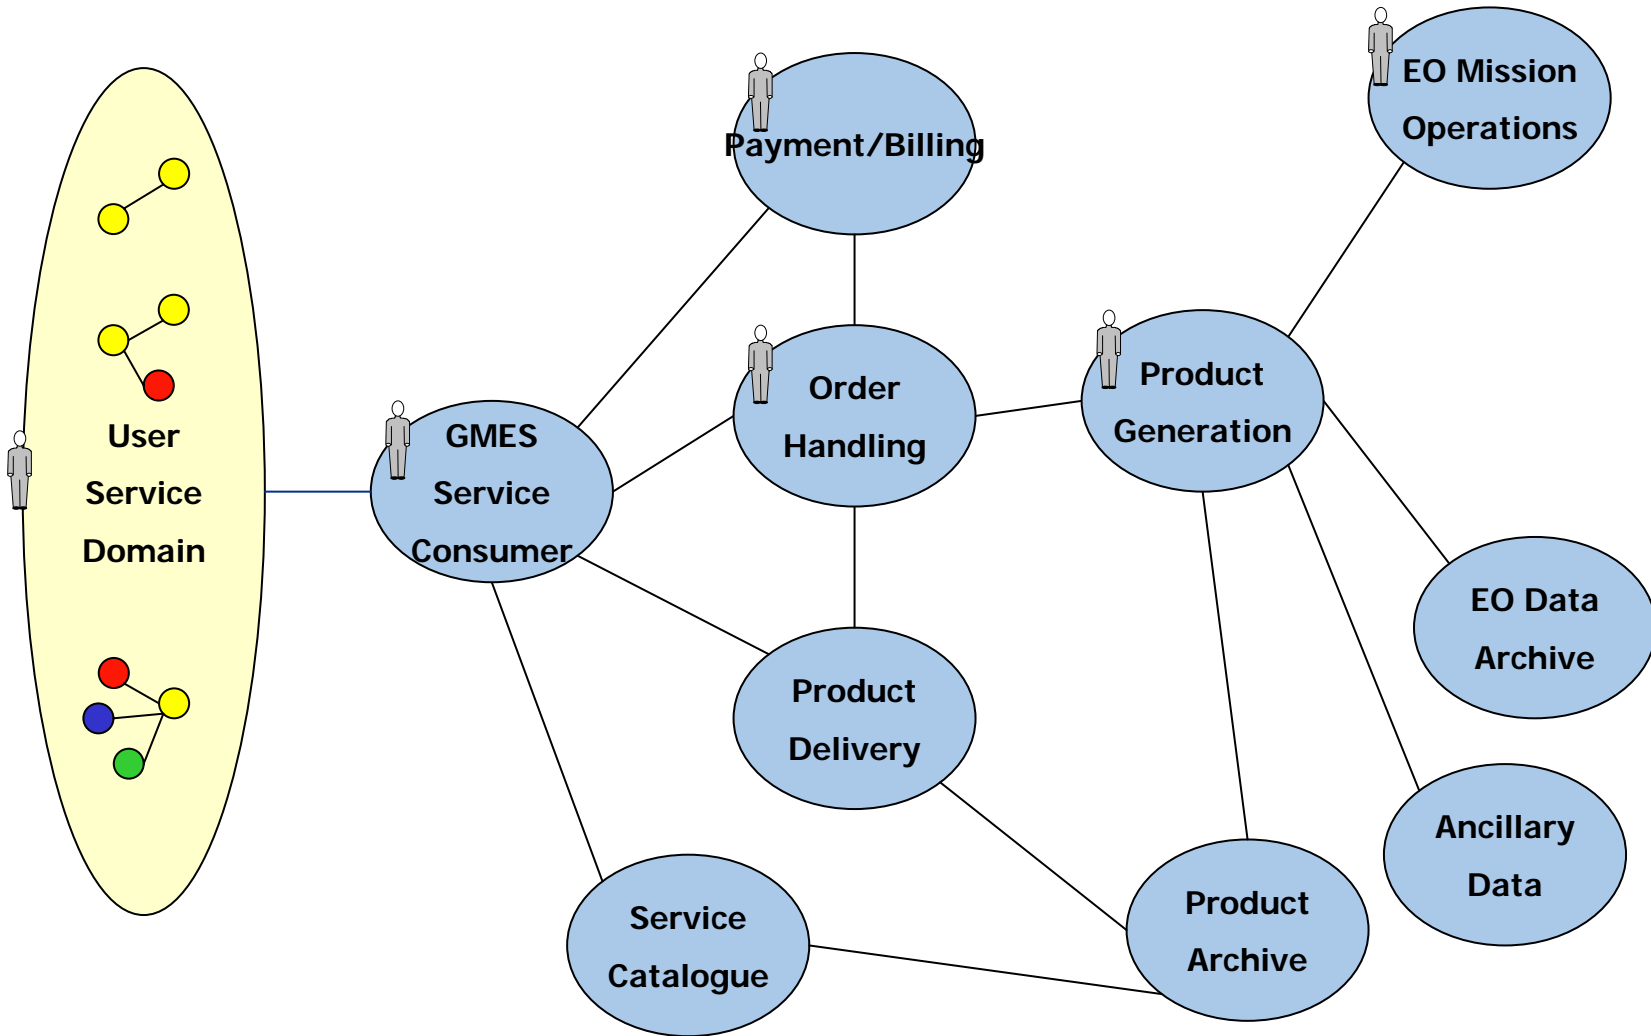 User
Service
Domain
GMES
Service
Consumer
Payment/Billing
Order
Handling
Product
Delivery
Service
Catalogue
Product
Generation
Product
Archive
EO Mission
Operations
EO Data
Archive
Ancillary
Data